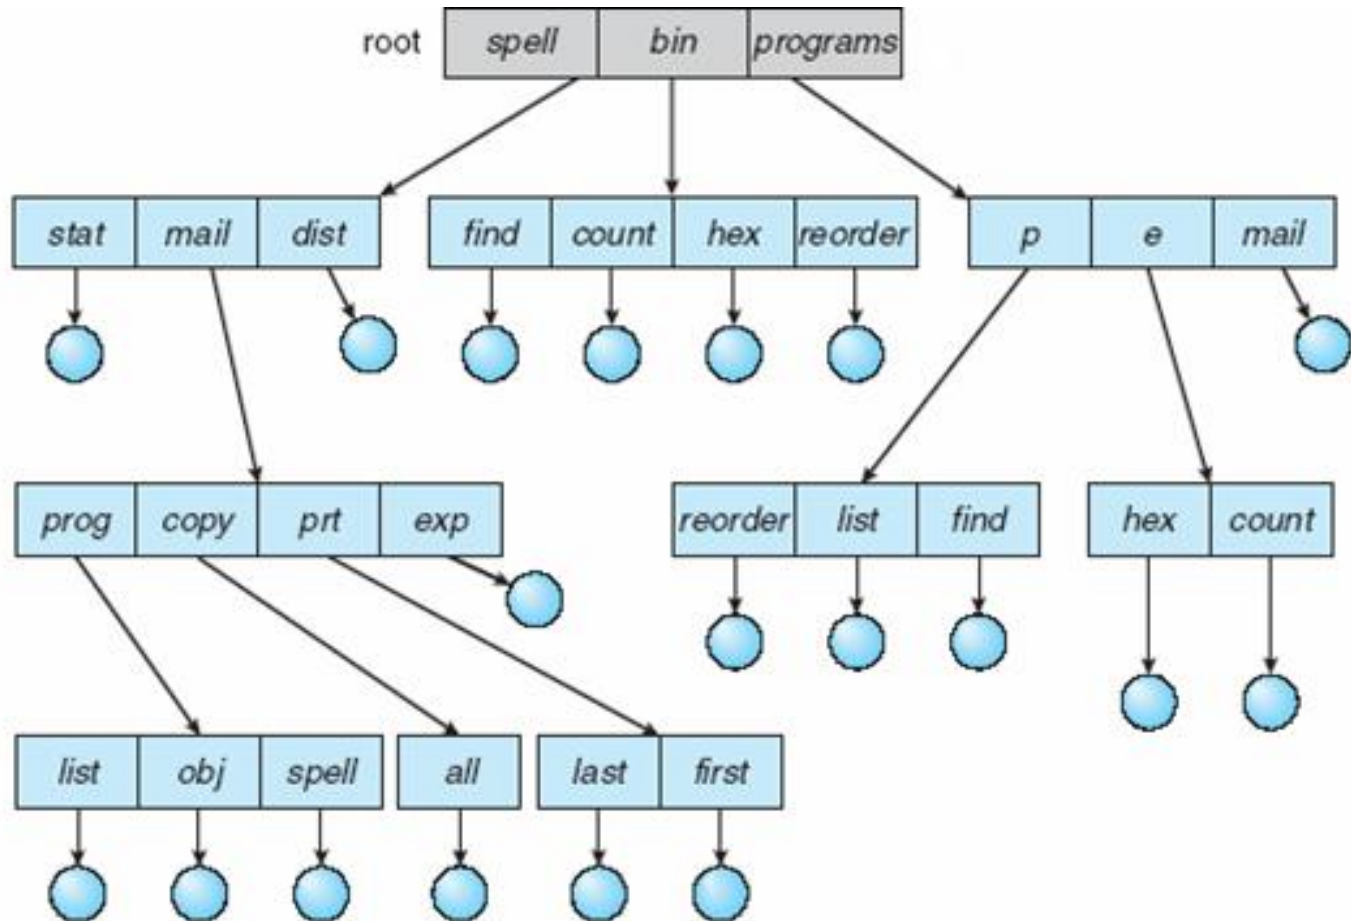 root spell bin programs
stat mail dist find count hex reorder p e mail
prog copy prt exp reorder list find hex count
list obj spell all last first